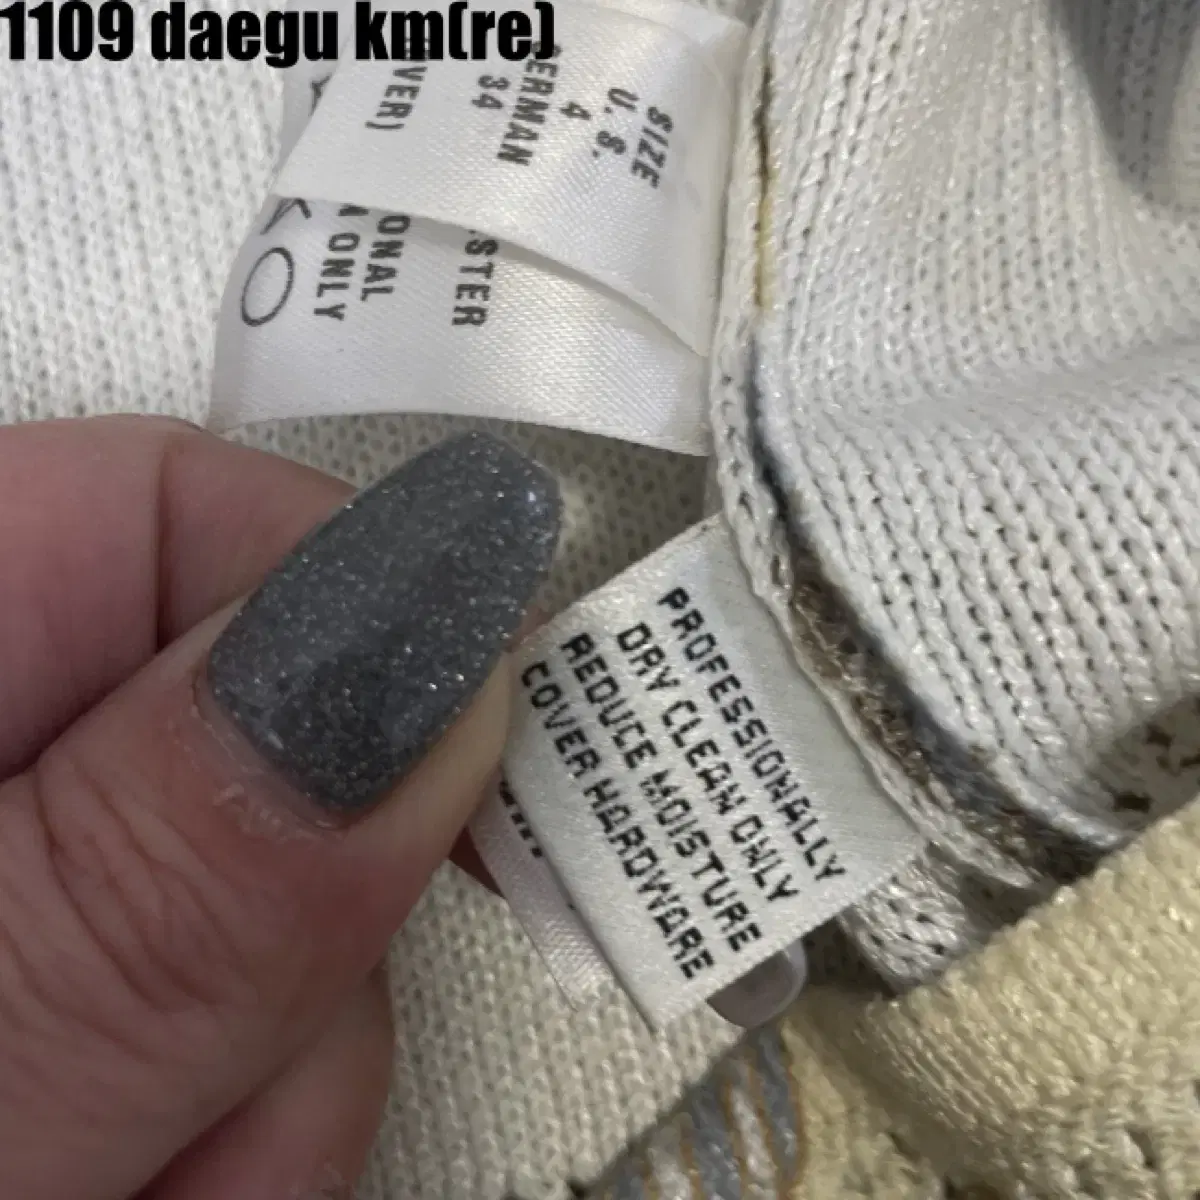 1109 daegu km(re)
SIZE
U. S.
4
GERMAN
34
OVER)
STER
ONAL
ONLY
PROFESSIONALLY
DRY CLEAN ONLY
REDUCE MOISTURE
COVER HARDWARE